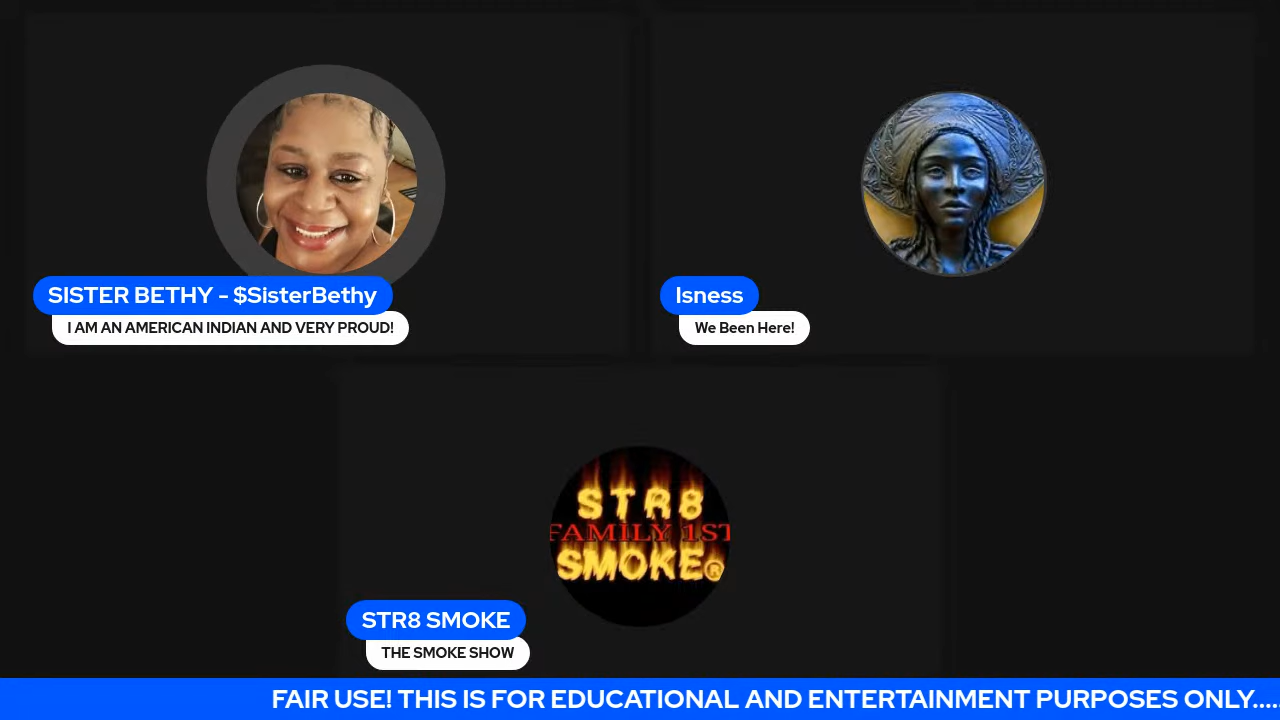 SISTER BETHY - $SisterBethy
I AM AN AMERICAN INDIAN AND VERY PROUD!
Isness
We Been Here!
STR8
FAMILY 1ST
SMOKE®
STR8 SMOKE
THE SMOKE SHOW
FAIR USE! THIS IS FOR EDUCATIONAL AND ENTERTAINMENT PURPOSES ONLY....